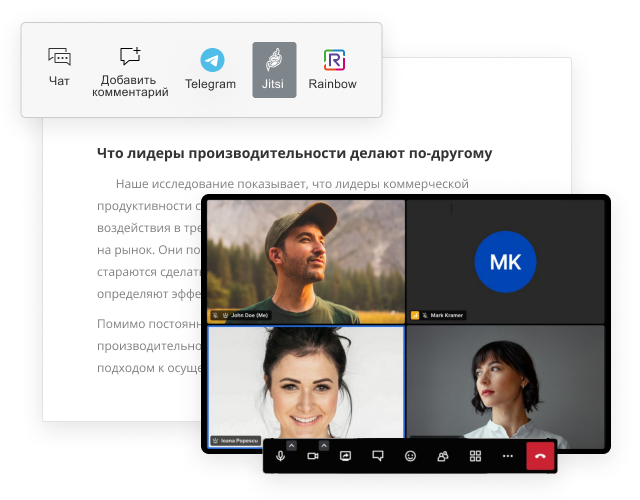 Чат
Добавить
комментарий
Telegram
Jitsi
Rainbow
Что лидеры производительности делают по-другому
Наше исследование показывает, что лидеры коммерческой
продуктивности
воздействия в
на рынок. Они
стараются
определяют
Помимо
подходом к
MK
John Doe (Me)
Mark Kramer
Ioana Popescu